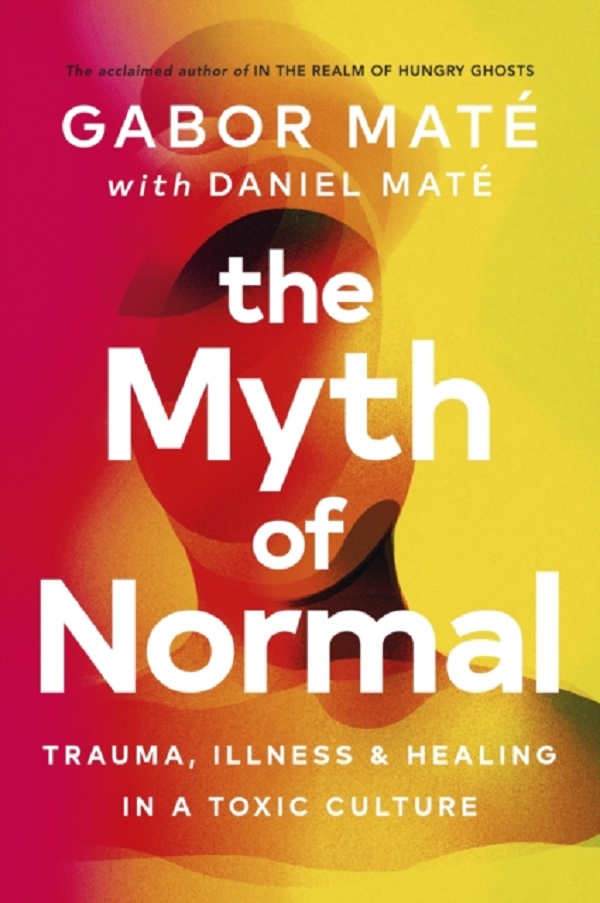 The acclaimed author of IN THE REALM OF HUNGRY GHOSTS
GABOR MATÉ
with DANIEL MATÉ
the
Myth
of
Normal
TRAUMA, ILLNESS & HEALING
IN A TOXIC CULTURE